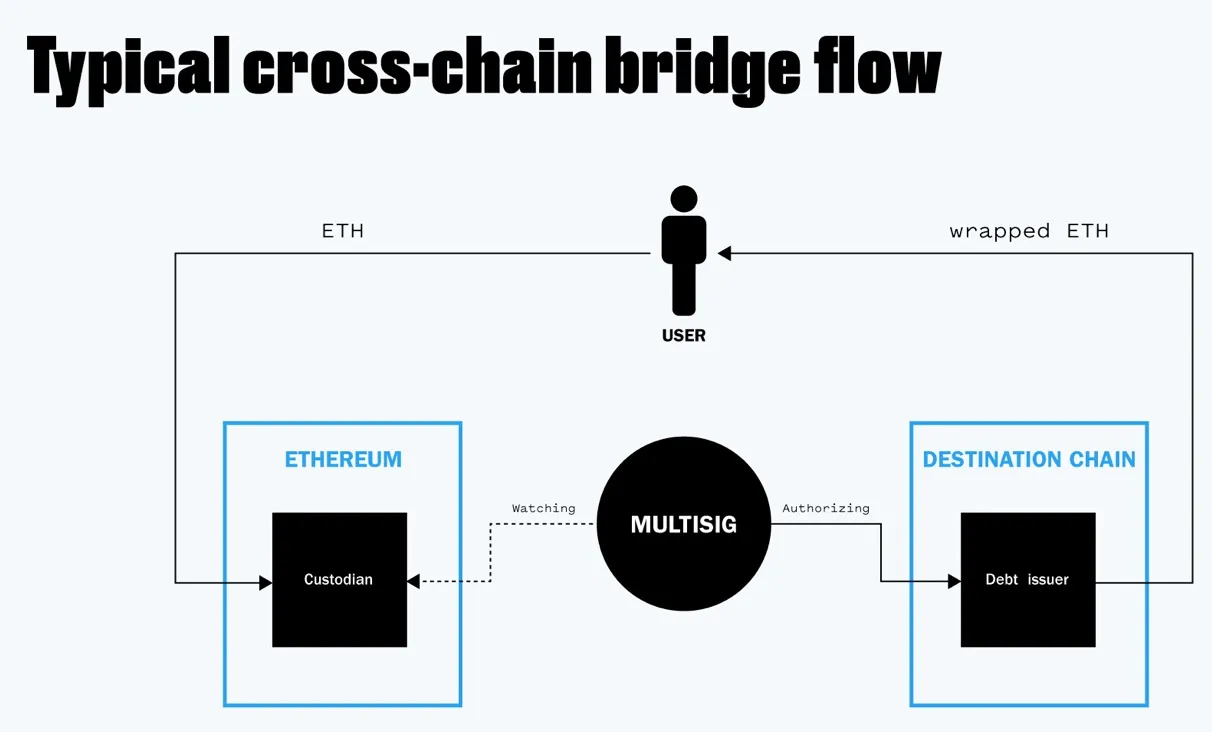 Typical cross-chain bridge flow
ETH
wrapped ETH
USER
ETHEREUM
DESTINATION CHAIN
Watching
MULTISIG
Authorizing
Custodian
Debt issuer